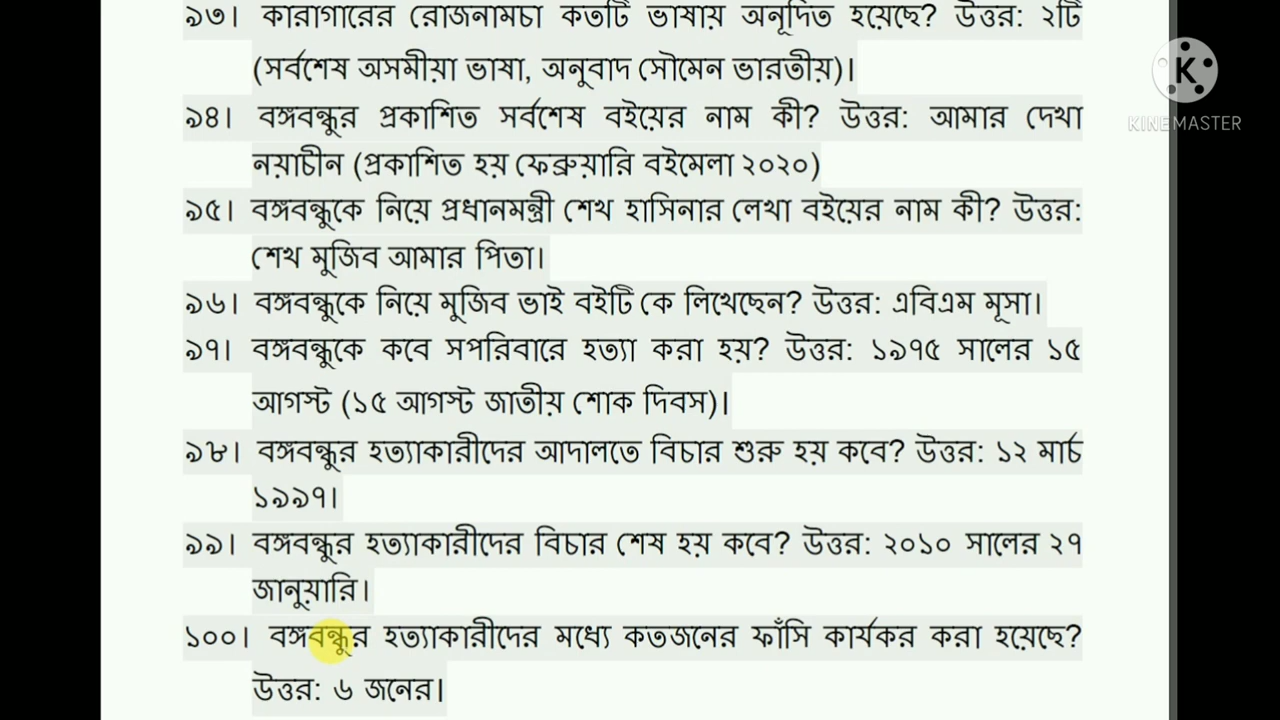 ৯৩। কারাগারের রোজনামচা কতটি ভাষায় অনূদিত হয়েছে? উত্তর: ২টি
(সর্বশেষ অসমীয়া ভাষা, অনুবাদ সৌমেন ভারতীয়)।
৯৪। বঙ্গবন্ধুর প্রকাশিত সর্বশেষ বইয়ের নাম কী? উত্তর: আমার দেখা
নয়াচীন (প্রকাশিত হয় ফেব্রুয়ারি বইমেলা ২০২০)
৯৫। বঙ্গবন্ধুকে নিয়ে প্রধানমন্ত্রী শেখ হাসিনার লেখা বইয়ের নাম কী? উত্তর:
শেখ মুজিব আমার পিতা।
৯৬। বঙ্গবন্ধুকে নিয়ে মুজিব ভাই বইটি কে লিখেছেন? উত্তর: এবিএম মূসা।
৯৭। বঙ্গবন্ধুকে কবে সপরিবারে হত্যা করা হয়? উত্তর: ১৯৭৫ সালের ১৫
আগস্ট (১৫ আগস্ট জাতীয় শোক দিবস)।
৯৮। বঙ্গবন্ধুর হত্যাকারীদের আদালতে বিচার শুরু হয় কবে? উত্তর: ১২ মার্চ
১৯৯৭।
৯৯। বঙ্গবন্ধুর হত্যাকারীদের বিচার শেষ হয় কবে? উত্তর: ২০১০ সালের ২৭
জানুয়ারি।
১০০। বঙ্গবন্ধুর হত্যাকারীদের মধ্যে কতজনের ফাঁসি কার্যকর করা হয়েছে?
উত্তর: ৬ জনের।
K
KINEMASTER